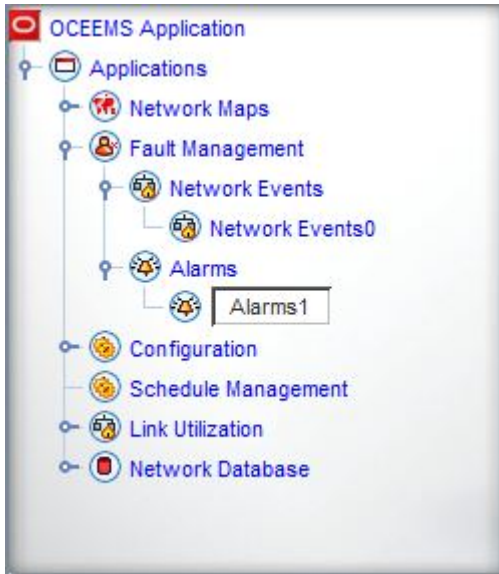 OCEEMS Application
Applications
Network Maps
Fault Management
Network Events
Network Events0
Alarms
Alarms1
Configuration
Schedule Management
Link Utilization
Network Database